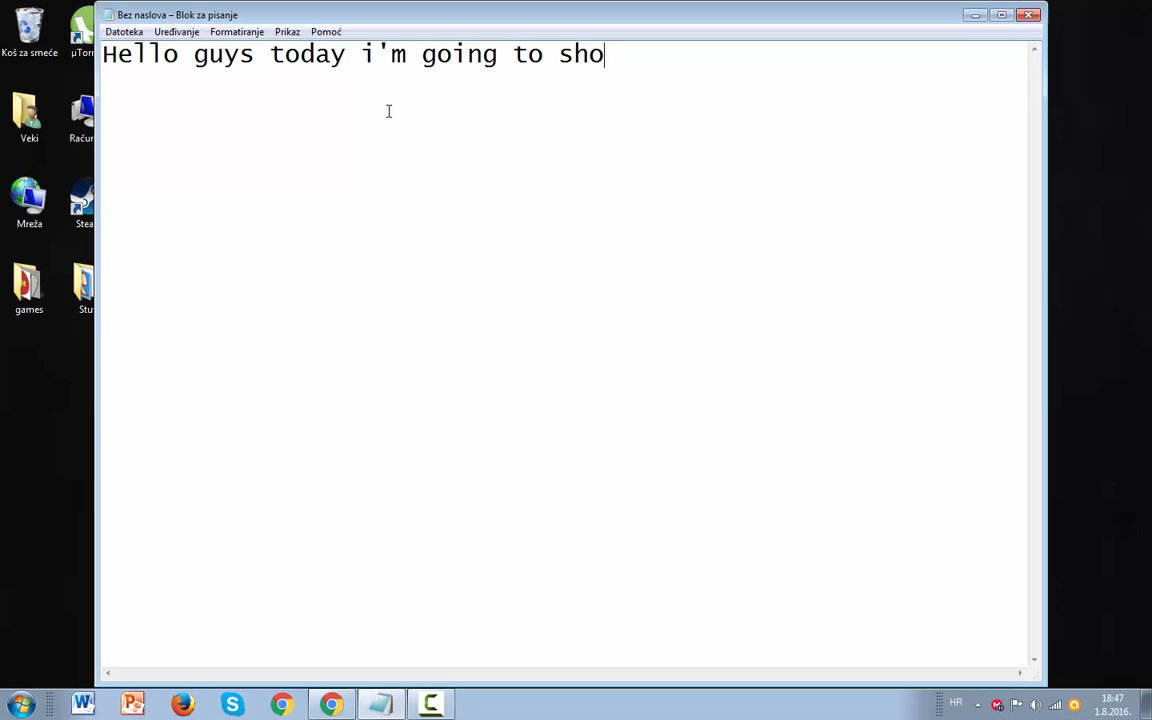 Bez naslova – Blok za pisanje
Datoteka Uređivanje Formatiranje Prikaz Pomoć
Hello guys today i'm going to sho
Koš za smeće
µTorr
Veki
Račun
Mreža
Stea
games
Stu
HR
18:47
1.8.2016.